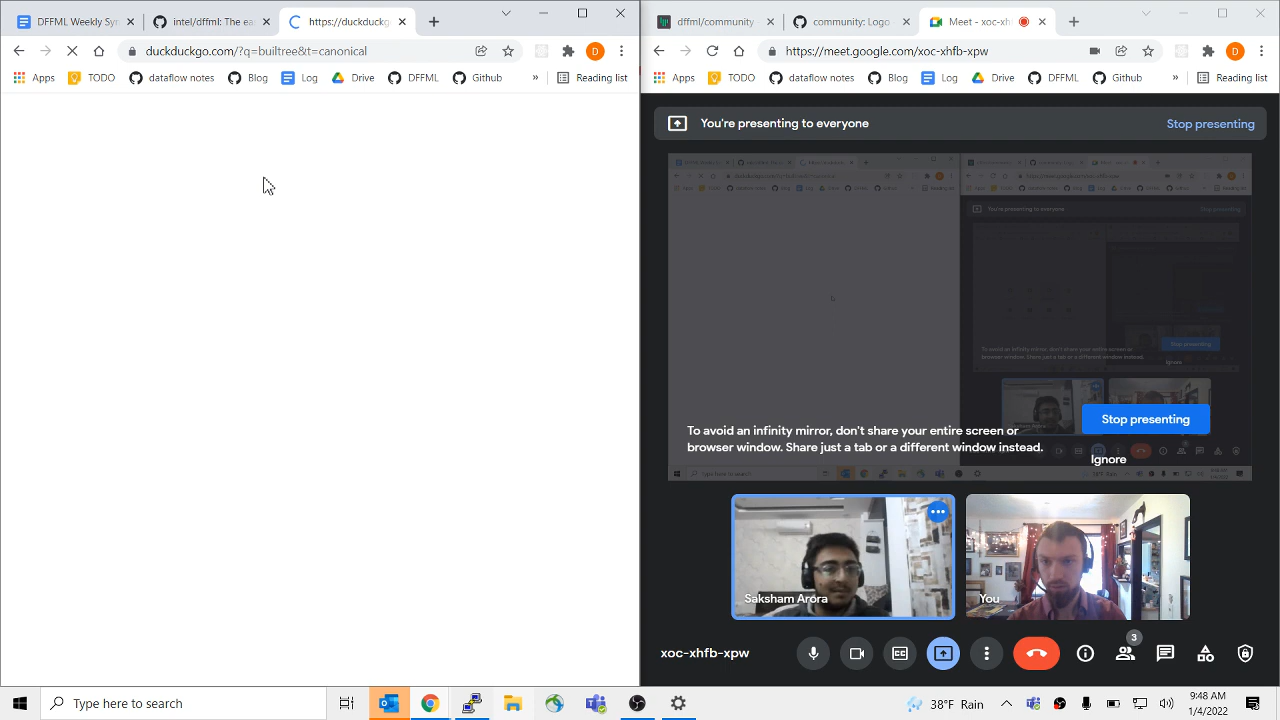 DFFML Weekly Syn
intel/dffml: The ea
https://duckduckgo
duckduckgo.com/?q=builtree&t=canonical
Apps
TODO
dataflow notes
Blog
Log
Drive
DFFML
Github
»
Reading list
dffml/community
community: Logo
Meet - xoc-xhf
https://meet.google.com/xoc-xhfb-xpw
Apps
TODO
dataflow notes
Blog
Log
Drive
DFFML
Github
»
Reading list
You're presenting to everyone
Stop presenting
To avoid an infinity mirror, don't share your entire screen or
browser window. Share just a tab or a different window instead.
Stop presenting
Ignore
Saksham Arora
You
xoc-xhfb-xpw
3
Type here to search
38°F Rain
9:48 AM
1/4/2022